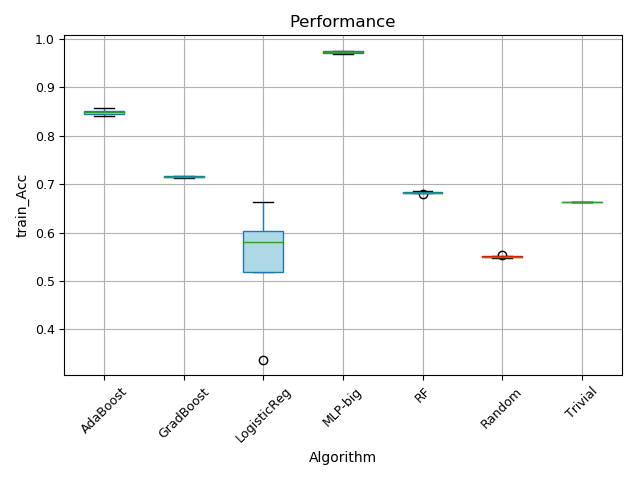 Performance
train_Acc
1.0
0.9
0.8
0.7
0.6
0.5
0.4
AdaBoost
GradBoost
LogisticReg
MLP-big
RF
Random
Trivial
Algorithm